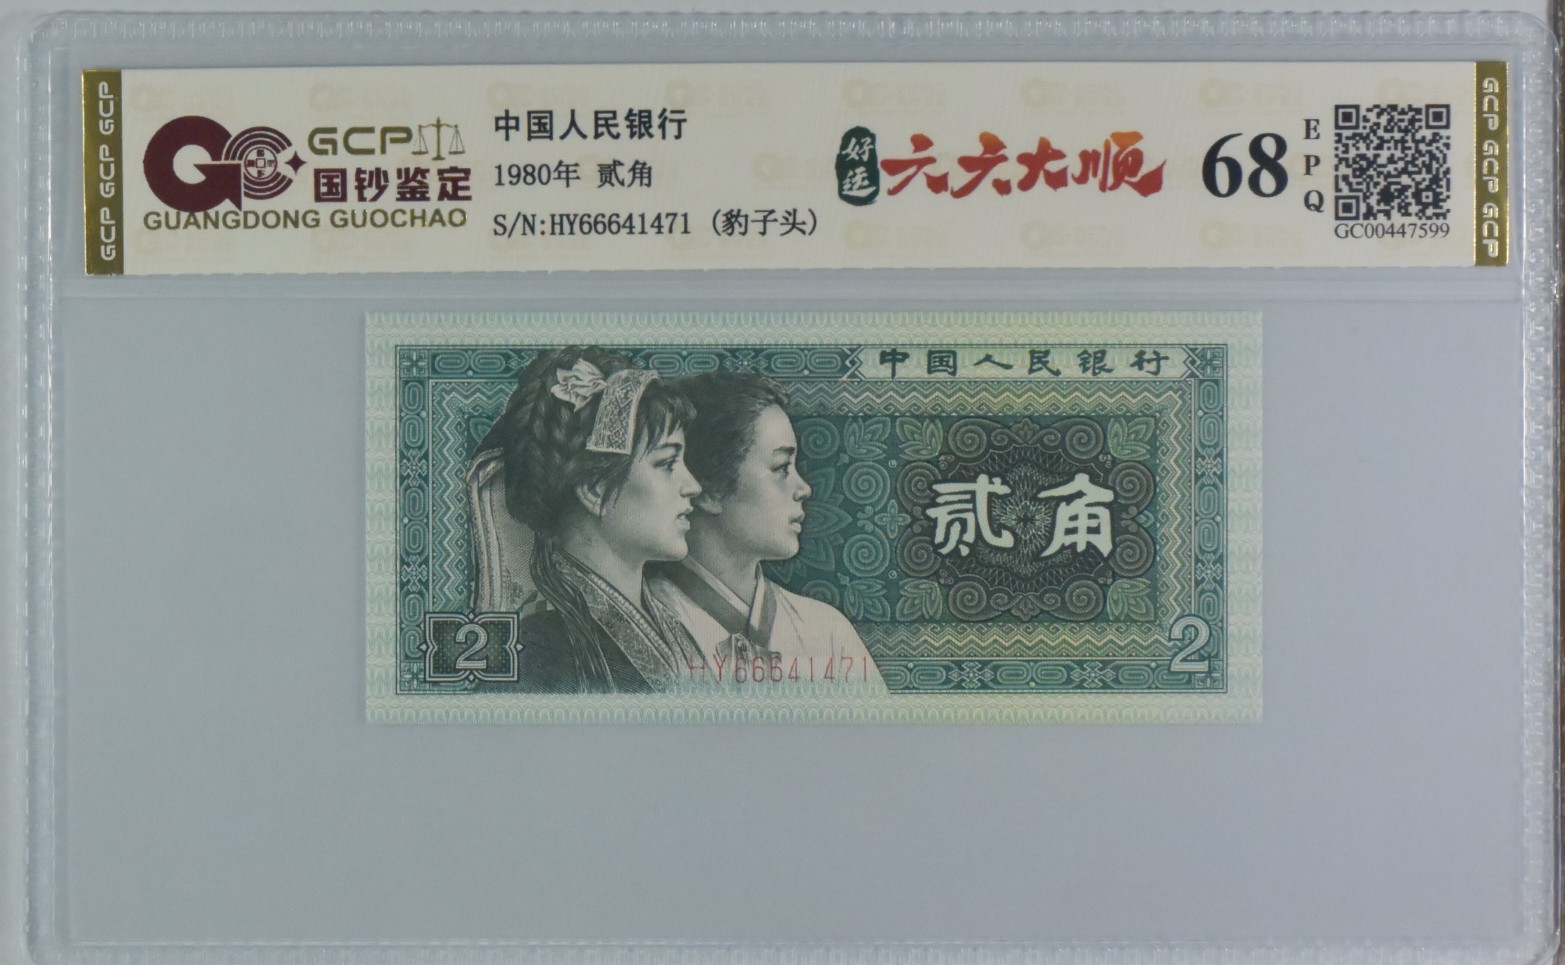 GCP GCP GCP
GCP
国钞鉴定
GUANGDONG GUOCHAO
中国人民银行
1980年 贰角
S/N:HY66641471 (豹子头)
好运
六六大顺
68
EPQ
GC00447599
GCP GCP GCP
中国人民银行
贰角
2
2
HY66641471